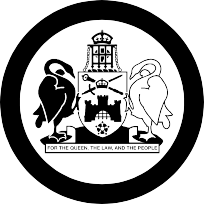 FOR THE QUEEN, THE LAW, AND THE PEOPLE